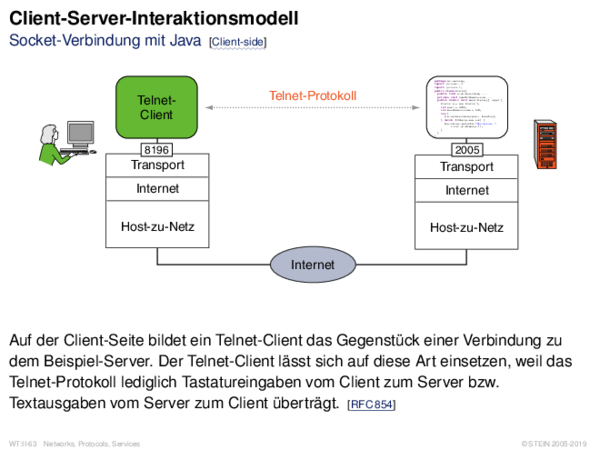 Client-Server-Interaktionsmodell
Socket-Verbindung mit Java [Client-side]
Telnet-
Client
Telnet-Protokoll
8196
2005
Transport
Internet
Host-zu-Netz
Transport
Internet
Host-zu-Netz
Internet
Auf der Client-Seite bildet ein Telnet-Client das Gegenstück einer Verbindung zu
dem Beispiel-Server. Der Telnet-Client lässt sich auf diese Art einsetzen, weil das
Telnet-Protokoll lediglich Tastatureingaben vom Client zum Server bzw.
Textausgaben vom Server zum Client überträgt. [RFC 854]
WT:II-63 Networks, Protocols, Services
© STEIN 2005-2019